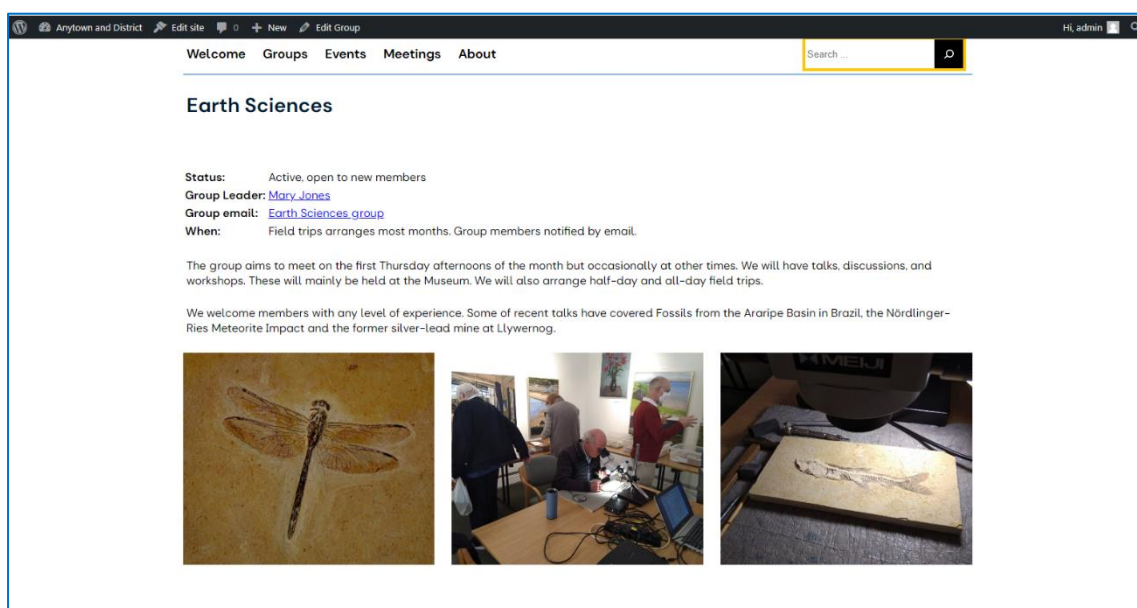 Anytown and District Edit site 0 New Edit Group Hi, admin
Welcome Groups Events Meetings About Search ...
Earth Sciences
Status: Active, open to new members
Group Leader: Mary Jones
Group email: Earth Sciences group
When: Field trips arranges most months. Group members notified by email.
The group aims to meet on the first Thursday afternoons of the month but occasionally at other times. We will have talks, discussions, and
workshops. These will mainly be held at the Museum. We will also arrange half-day and all-day field trips.
We welcome members with any level of experience. Some of recent talks have covered Fossils from the Araripe Basin in Brazil, the Nördlinger-
Ries Meteorite Impact and the former silver-lead mine at Llywernog.
MEIJI